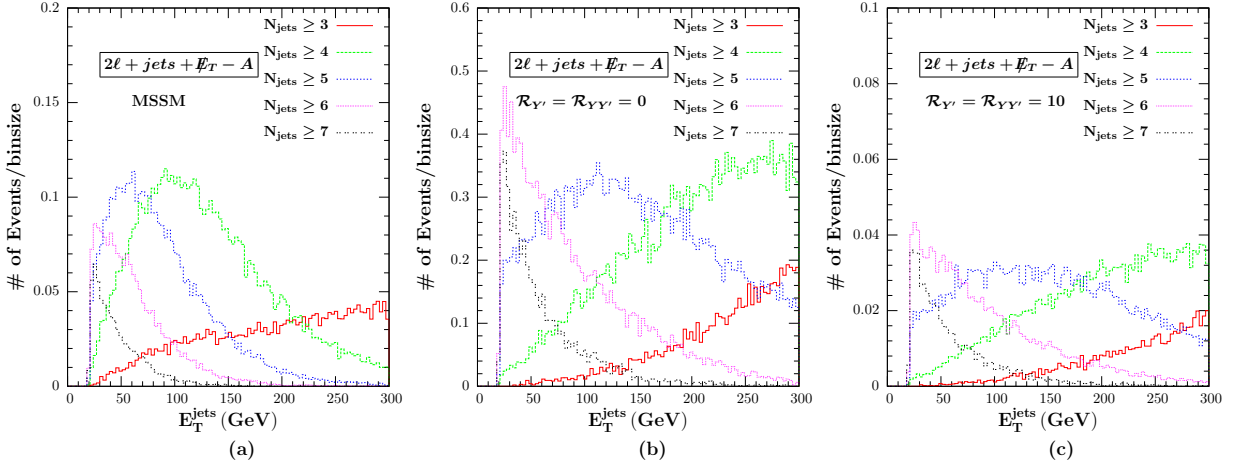 # of Events/binsize
0.2
0.15
0.1
0.05
0
0 50 100 150 200 250 300
E_T^jets (GeV)
N_jets ≥ 3
N_jets ≥ 4
N_jets ≥ 5
N_jets ≥ 6
N_jets ≥ 7
2ℓ + jets + E̸_T − A
MSSM
(a)
# of Events/binsize
0.6
0.5
0.4
0.3
0.2
0.1
0
0 50 100 150 200 250 300
E_T^jets (GeV)
N_jets ≥ 3
N_jets ≥ 4
N_jets ≥ 5
N_jets ≥ 6
N_jets ≥ 7
2ℓ + jets + E̸_T − A
𝓡_Y′ = 𝓡_YY′ = 0
(b)
# of Events/binsize
0.1
0.08
0.06
0.04
0.02
0
0 50 100 150 200 250 300
E_T^jets (GeV)
N_jets ≥ 3
N_jets ≥ 4
N_jets ≥ 5
N_jets ≥ 6
N_jets ≥ 7
2ℓ + jets + E̸_T − A
𝓡_Y′ = 𝓡_YY′ = 10
(c)